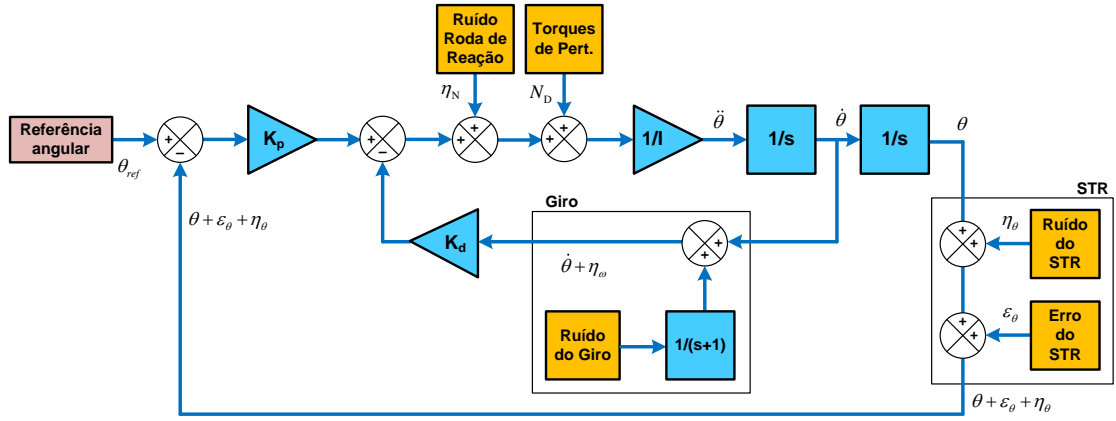 Ruído
Roda de
Reação
Torques
de Pert.
η_N
N_D
Referência
angular
θ_ref
+
−
K_p
+
−
+
+
+
+
1/I
θ̈
1/s
θ̇
1/s
θ
θ + ε_θ + η_θ
K_d
Giro
θ̇ + η_ω
+
+
Ruído
do Giro
1/(s+1)
STR
+
+
η_θ
Ruído
do
STR
+
+
ε_θ
Erro
do
STR
θ + ε_θ + η_θ